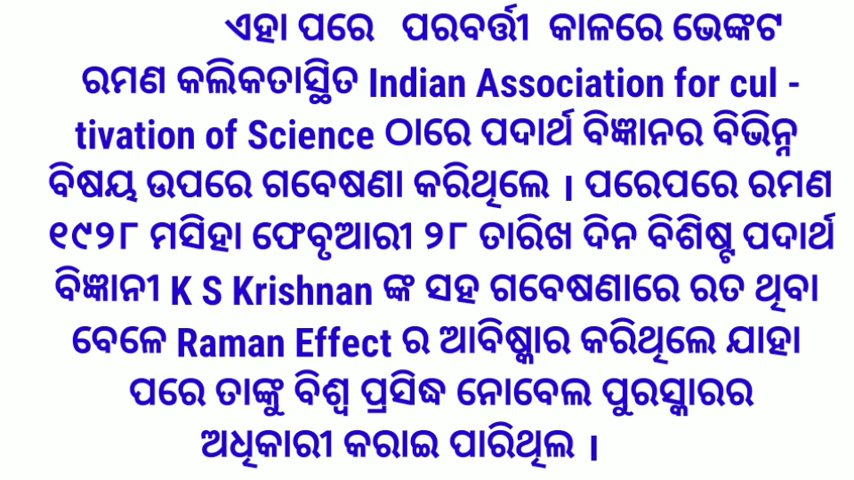 ଏହା ପରେ ପରବର୍ତ୍ତୀ କାଳରେ ଭେଙ୍କଟ
ରମଣ କଲିକତାସ୍ଥିତ Indian Association for cul -
tivation of Science ଠାରେ ପଦାର୍ଥ ବିଜ୍ଞାନର ବିଭିନ୍ନ
ବିଷୟ ଉପରେ ଗବେଷଣା କରିଥିଲେ । ପରେପରେ ରମଣ
୧୯୨୮ ମସିହା ଫେବୃଆରୀ ୨୮ ତାରିଖ ଦିନ ବିଶିଷ୍ଟ ପଦାର୍ଥ
ବିଜ୍ଞାନୀ K S Krishnan ଙ୍କ ସହ ଗବେଷଣାରେ ରତ ଥିବା
ବେଳେ Raman Effect ର ଆବିଷ୍କାର କରିଥିଲେ ଯାହା
ପରେ ତାଙ୍କୁ ବିଶ୍ୱ ପ୍ରସିଦ୍ଧ ନୋବେଲ ପୁରସ୍କାରର
ଅଧିକାରୀ କରାଇ ପାରିଥିଲ ।